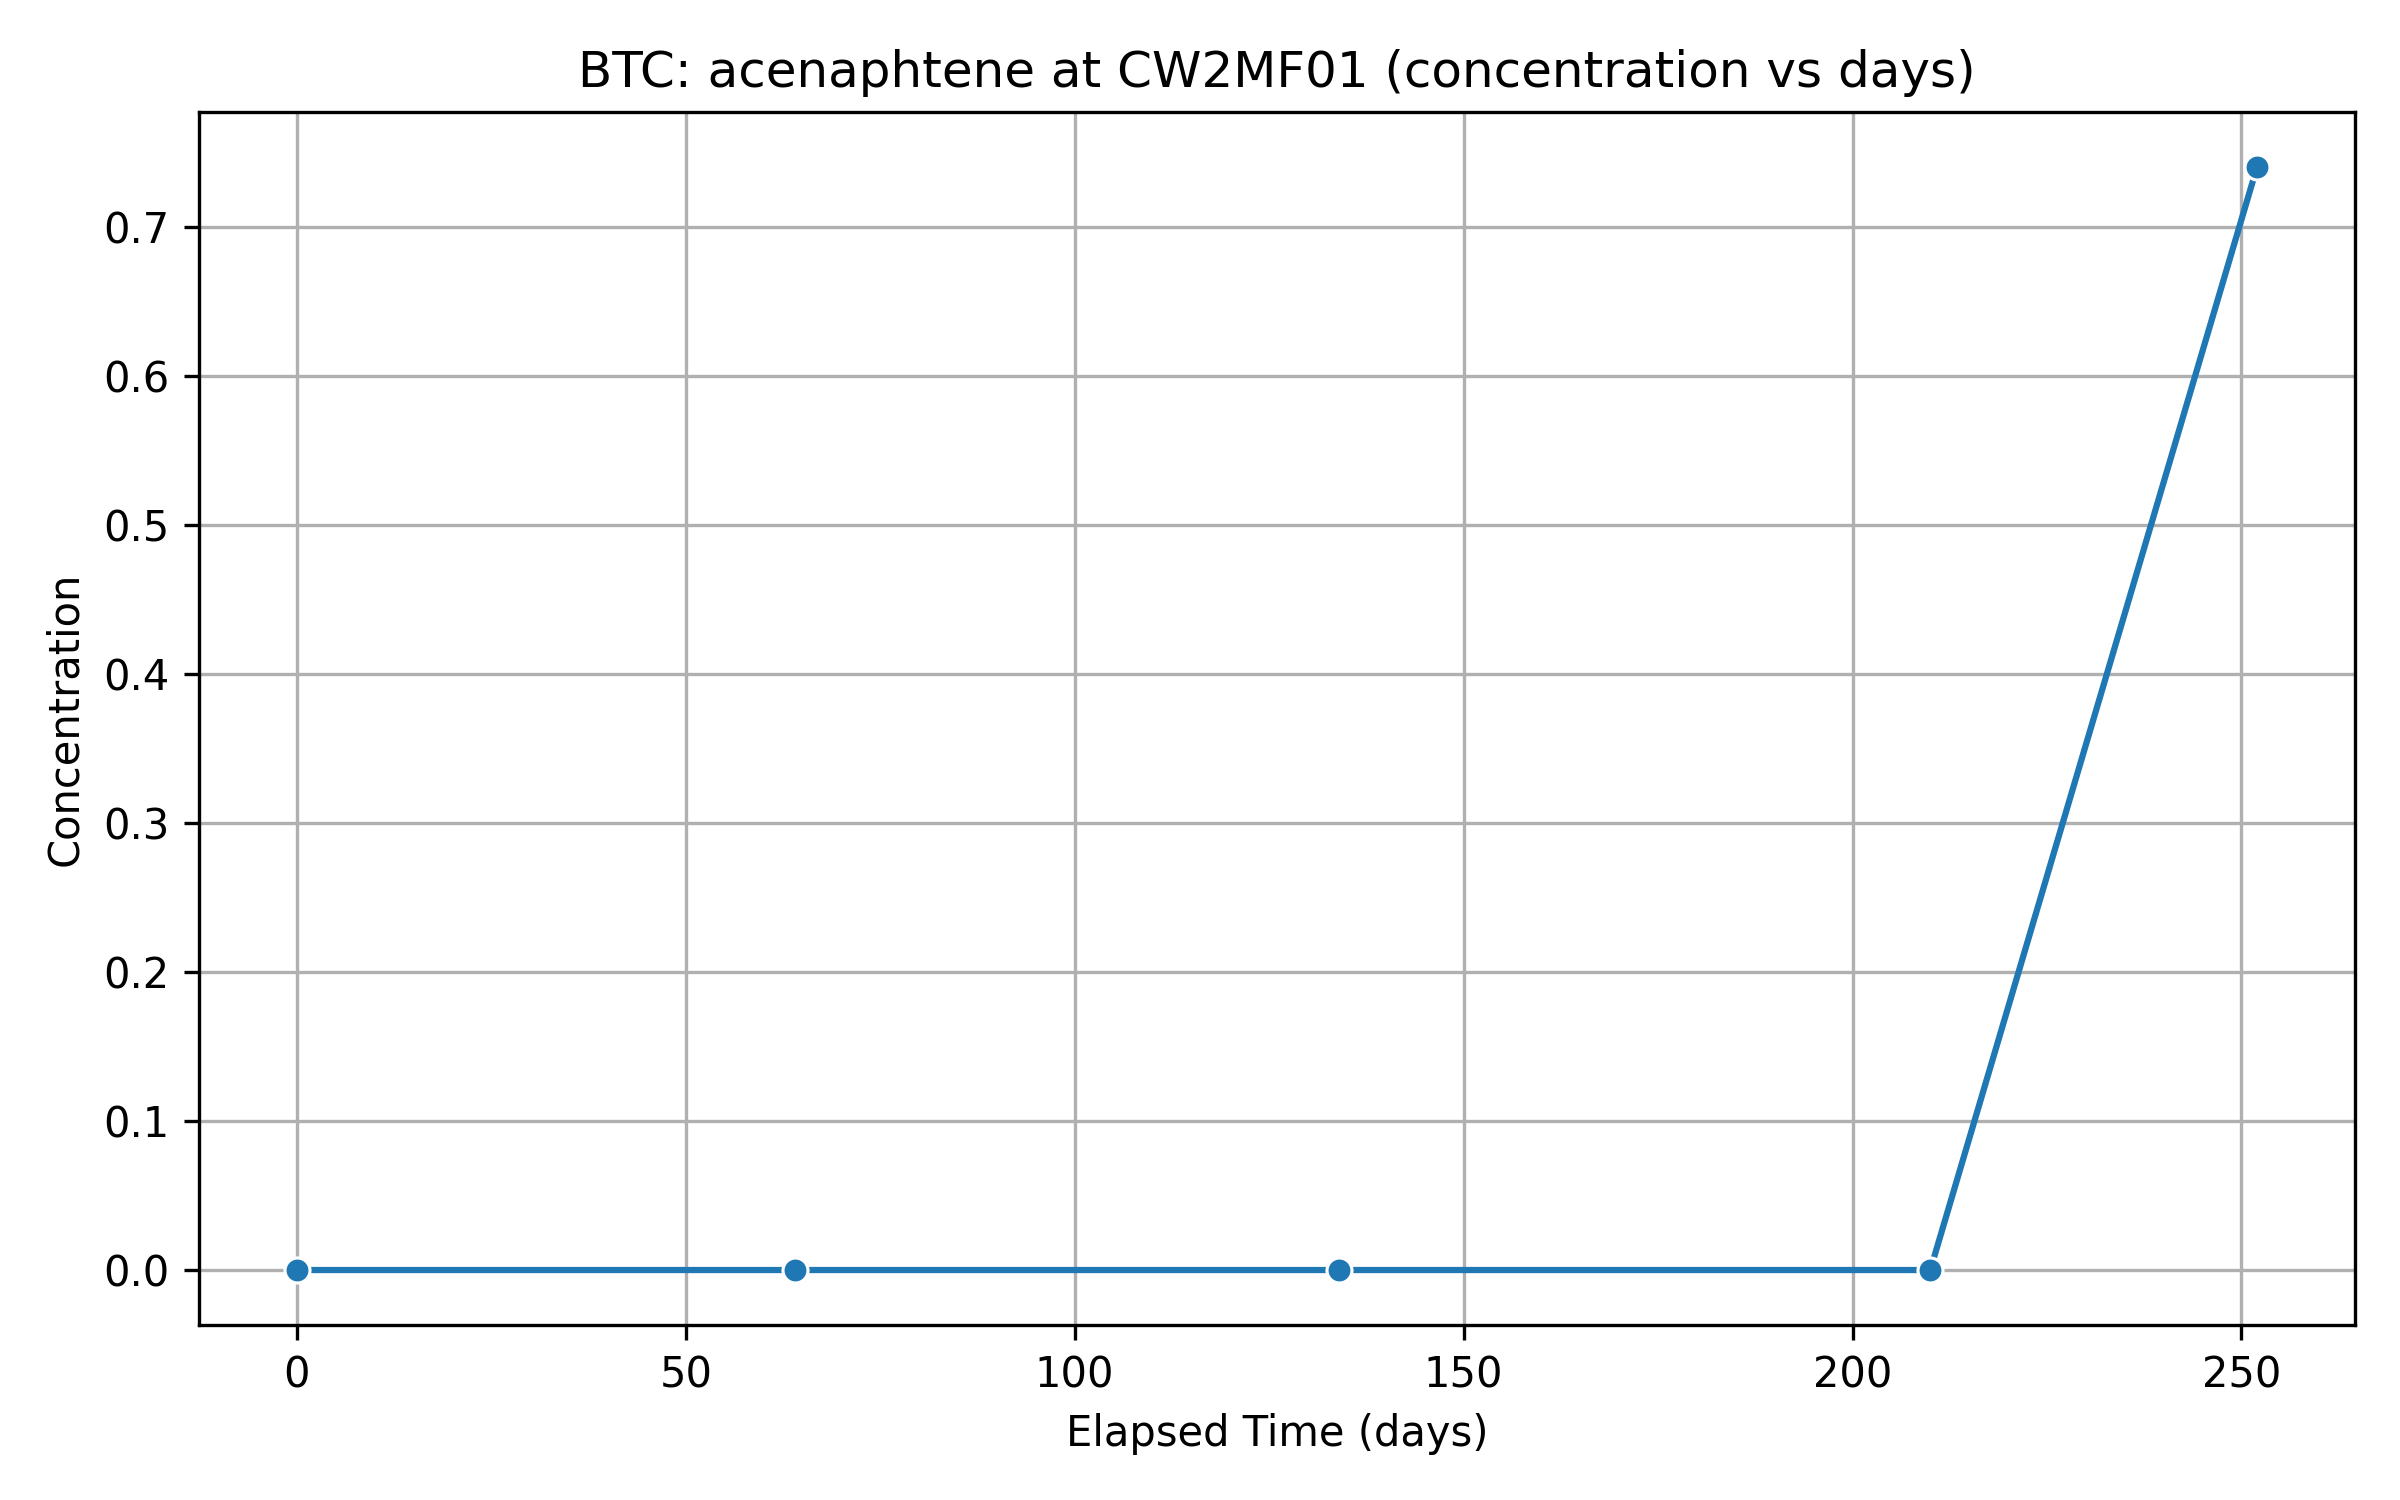 BTC: acenaphtene at CW2MF01 (concentration vs days)
0.7
0.6
0.5
0.4
0.3
0.2
0.1
0.0
Concentration
0 50 100 150 200 250
Elapsed Time (days)